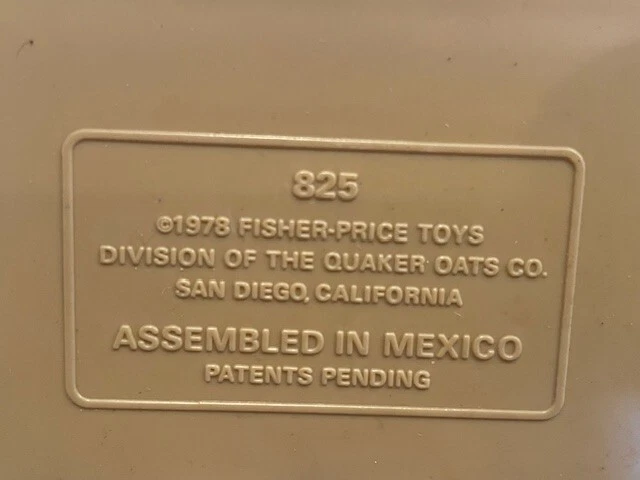 825
©1978 FISHER-PRICE TOYS
DIVISION OF THE QUAKER OATS CO.
SAN DIEGO, CALIFORNIA
ASSEMBLED IN MEXICO
PATENTS PENDING